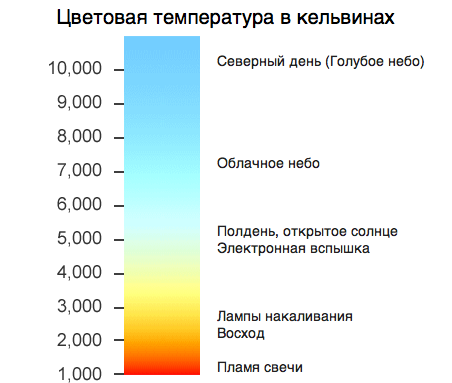 Цветовая температура в кельвинах
10,000
Северный день (Голубое небо)
9,000
8,000
7,000
Облачное небо
6,000
5,000
Полдень, открытое солнце
Электронная вспышка
4,000
3,000
Лампы накаливания
2,000
Восход
1,000
Пламя свечи